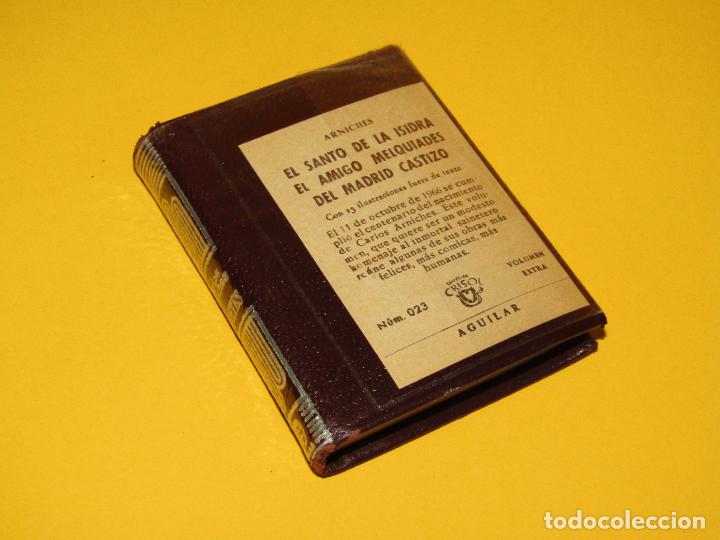 ARNICHES
EL SANTO DE LA ISIDRA
EL AMIGO MELQUIADES
DEL MADRID CASTIZO
Con 13 ilustraciones fuera de texto
El 11 de octubre de 1966 se cum
plió el centenario del nacimiento
de Carlos Arniches. Este volu-
men, que quiere ser un modesto
homenaje al inmortal sainetero
reúne algunas de sus obras más
felices, más cómicas, más
humanas.
Núm. 023
CRISOL
VOLUMEN
EXTRA
AGUILAR
todocoleccion.net